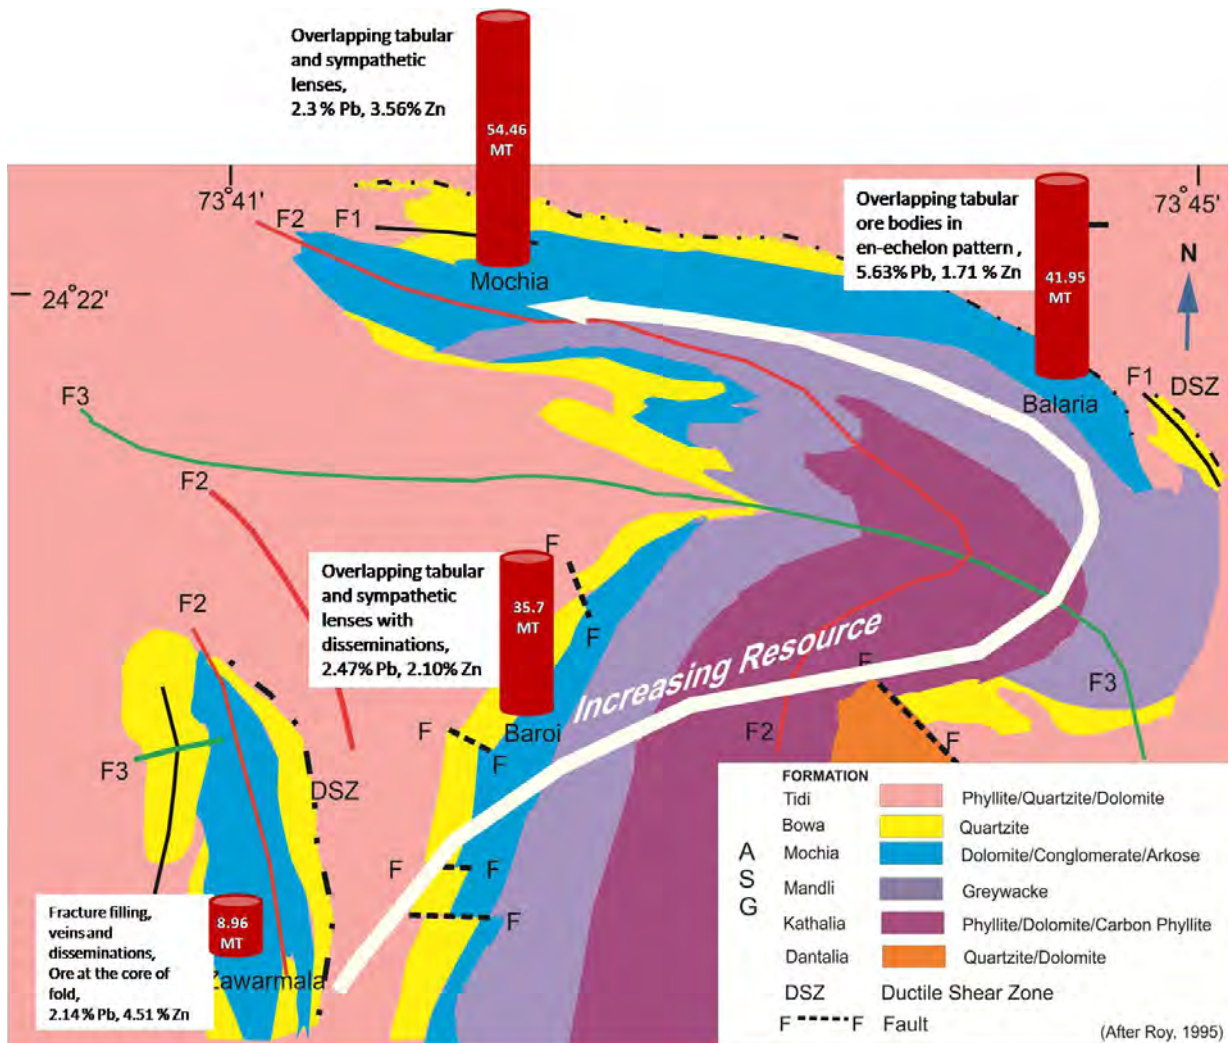 Overlapping tabular
and sympathetic
lenses,
2.3 % Pb, 3.56% Zn
54.46
MT
Mochia
73°41'
F2
F1
24°22'
Overlapping tabular
ore bodies in
en-echelon pattern ,
5.63% Pb, 1.71 % Zn
41.95
MT
Balaria
73°45'
N
F1
DSZ
F3
F2
F2
Overlapping tabular
and sympathetic
lenses with
disseminations,
2.47% Pb, 2.10% Zn
35.7
MT
Baroi
F
F
F
F
F
F
F
F
Increasing Resource
F
F
F2
F3
F3
DSZ
Fracture filling,
veins and
disseminations,
Ore at the core of
fold,
2.14 % Pb, 4.51 % Zn
8.96
MT
Zawarmala
FORMATION
A S G
Tidi Phyllite/Quartzite/Dolomite
Bowa Quartzite
Mochia Dolomite/Conglomerate/Arkose
Mandli Greywacke
Kathalia Phyllite/Dolomite/Carbon Phyllite
Dantalia Quartzite/Dolomite
DSZ Ductile Shear Zone
F F Fault
(After Roy, 1995)